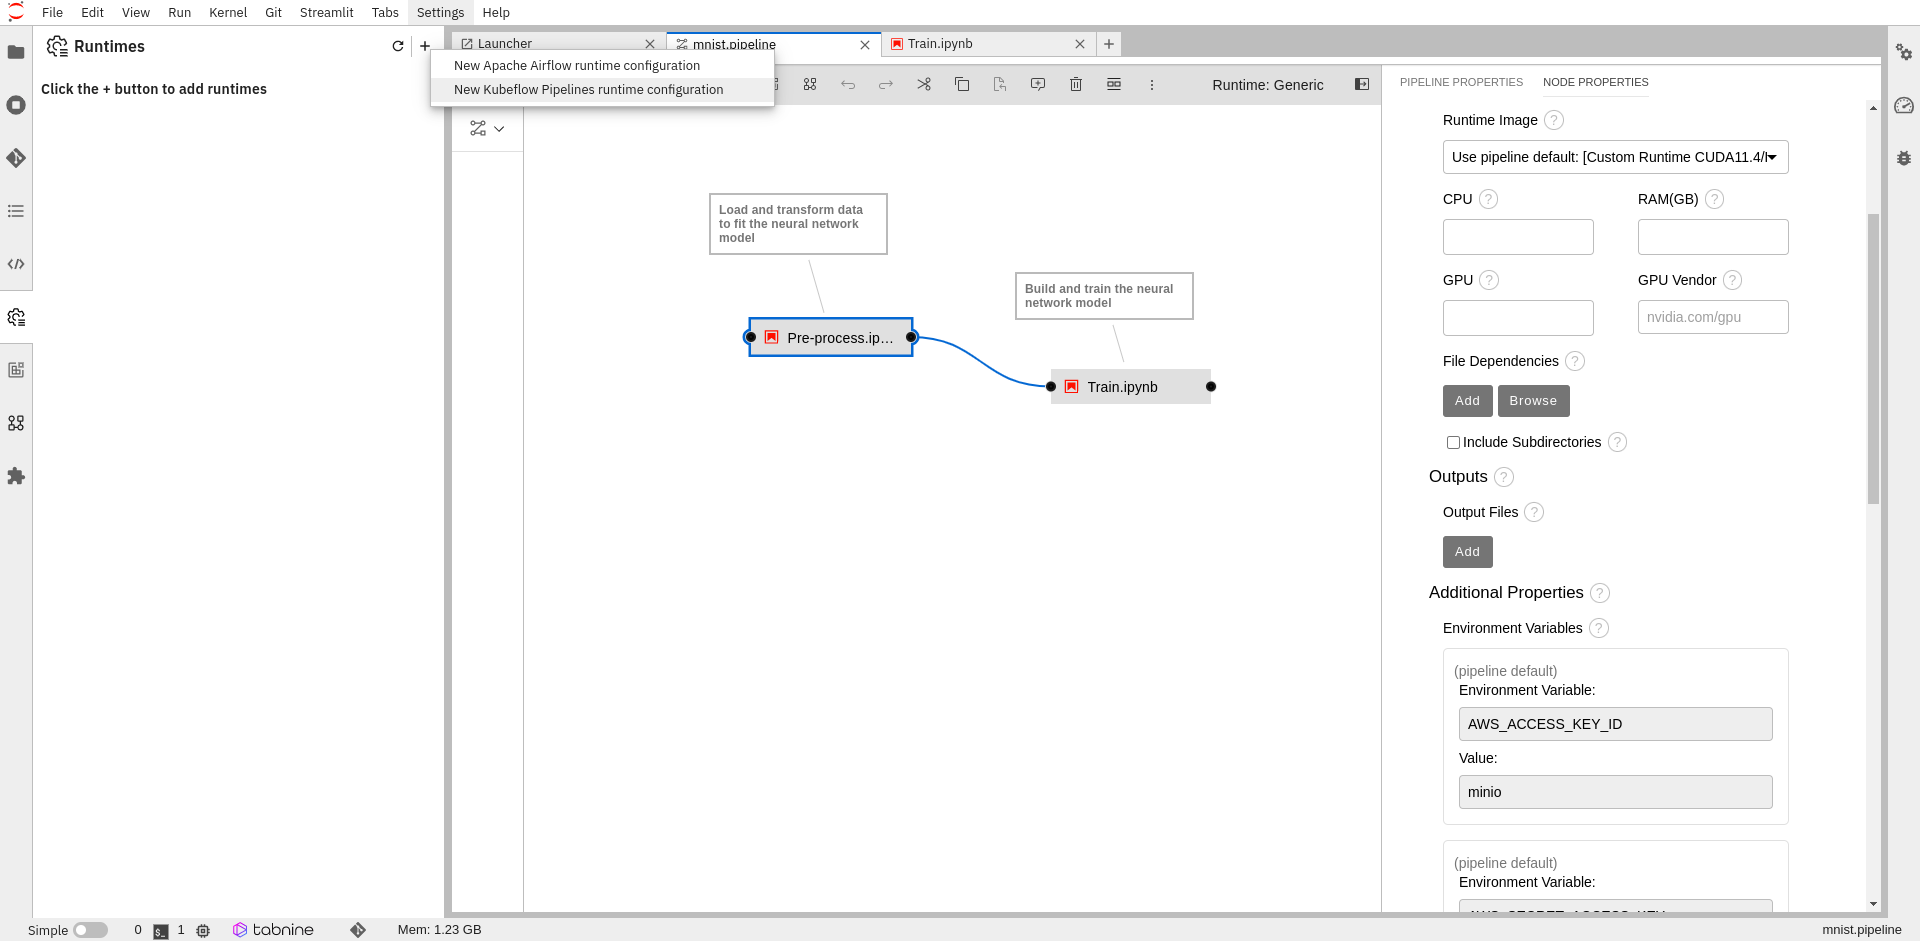 File Edit View Run Kernel Git Streamlit Tabs Settings Help
Runtimes
Click the + button to add runtimes
Launcher
mnist.pipeline
Train.ipynb
New Apache Airflow runtime configuration
New Kubeflow Pipelines runtime configuration
Runtime: Generic
Load and transform data
to fit the neural network
model
Build and train the neural
network model
Pre-process.ip...
Train.ipynb
PIPELINE PROPERTIES NODE PROPERTIES
Runtime Image ?
Use pipeline default: [Custom Runtime CUDA11.4/
CPU ? RAM(GB) ?
GPU ? GPU Vendor ?
nvidia.com/gpu
File Dependencies ?
Add Browse
Include Subdirectories ?
Outputs ?
Output Files ?
Add
Additional Properties ?
Environment Variables ?
(pipeline default)
Environment Variable:
AWS_ACCESS_KEY_ID
Value:
minio
(pipeline default)
Environment Variable:
AWS_SECRET_ACCESS_KEY
Simple 0 $_ 1 tabnine Mem: 1.23 GB mnist.pipeline